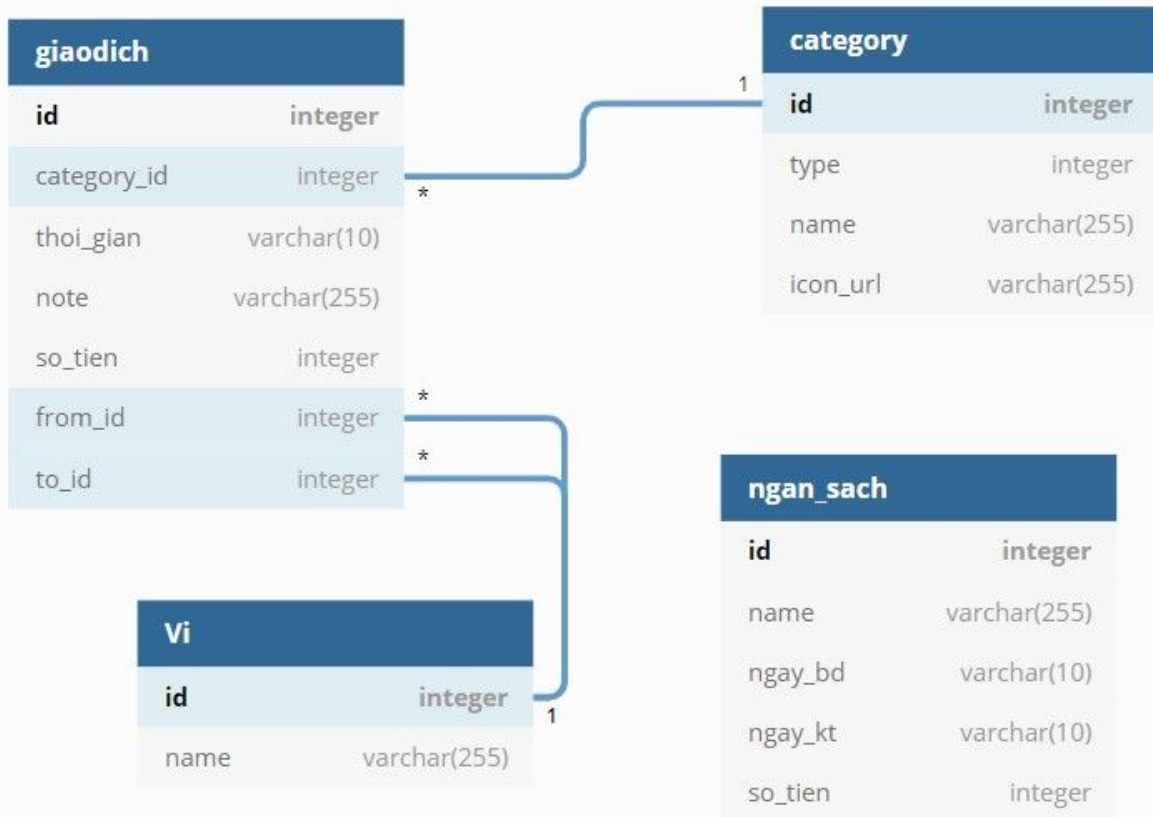 giaodich
id integer
category_id integer
*
thoi_gian varchar(10)
note varchar(255)
so_tien integer
from_id integer
*
to_id integer
*
category
1
id integer
type integer
name varchar(255)
icon_url varchar(255)
Vi
id integer
1
name varchar(255)
ngan_sach
id integer
name varchar(255)
ngay_bd varchar(10)
ngay_kt varchar(10)
so_tien integer